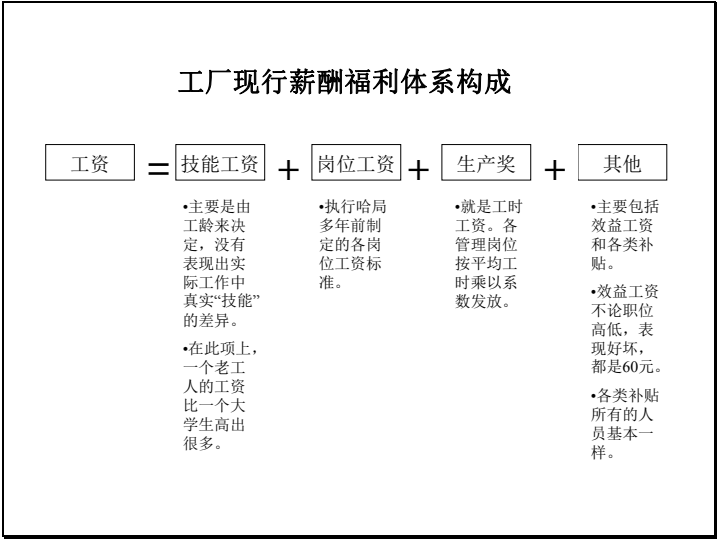 工厂现行薪酬福利体系构成
工资 = 技能工资 + 岗位工资 + 生产奖 + 其他
•主要是由
工龄来决
定，没有
表现出实
际工作中
真实“技能”
的差异。
•在此项上，
一个老工
人的工资
比一个大
学生高出
很多。
•执行哈局
多年前制
定的各岗
位工资标
准。
•就是工时
工资。各
管理岗位
按平均工
时乘以系
数发放。
•主要包括
效益工资
和各类补
贴。
•效益工资
不论职位
高低，表
现好坏，
都是60元。
•各类补贴
所有的人
员基本一
样。